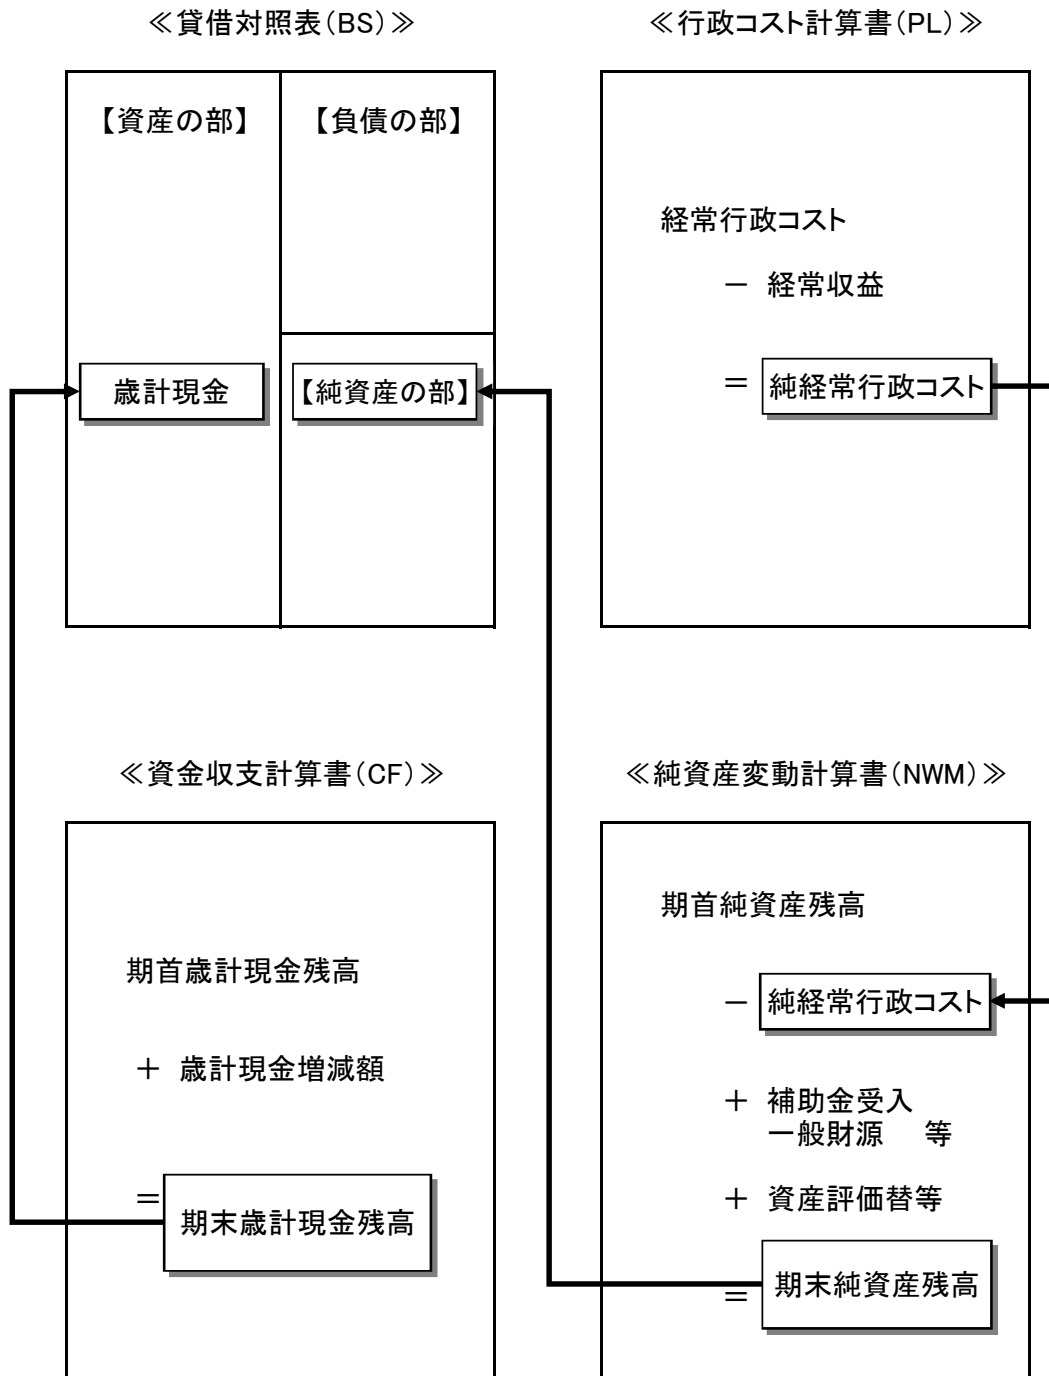 ≪貸借対照表(BS)≫
【資産の部】
【負債の部】
歳計現金
【純資産の部】
≪行政コスト計算書(PL)≫
経常行政コスト
－ 経常収益
＝ 純経常行政コスト
≪資金収支計算書(CF)≫
期首歳計現金残高
＋ 歳計現金増減額
＝ 期末歳計現金残高
≪純資産変動計算書(NWM)≫
期首純資産残高
－ 純経常行政コスト
＋ 補助金受入
一般財源 等
＋ 資産評価替等
＝ 期末純資産残高